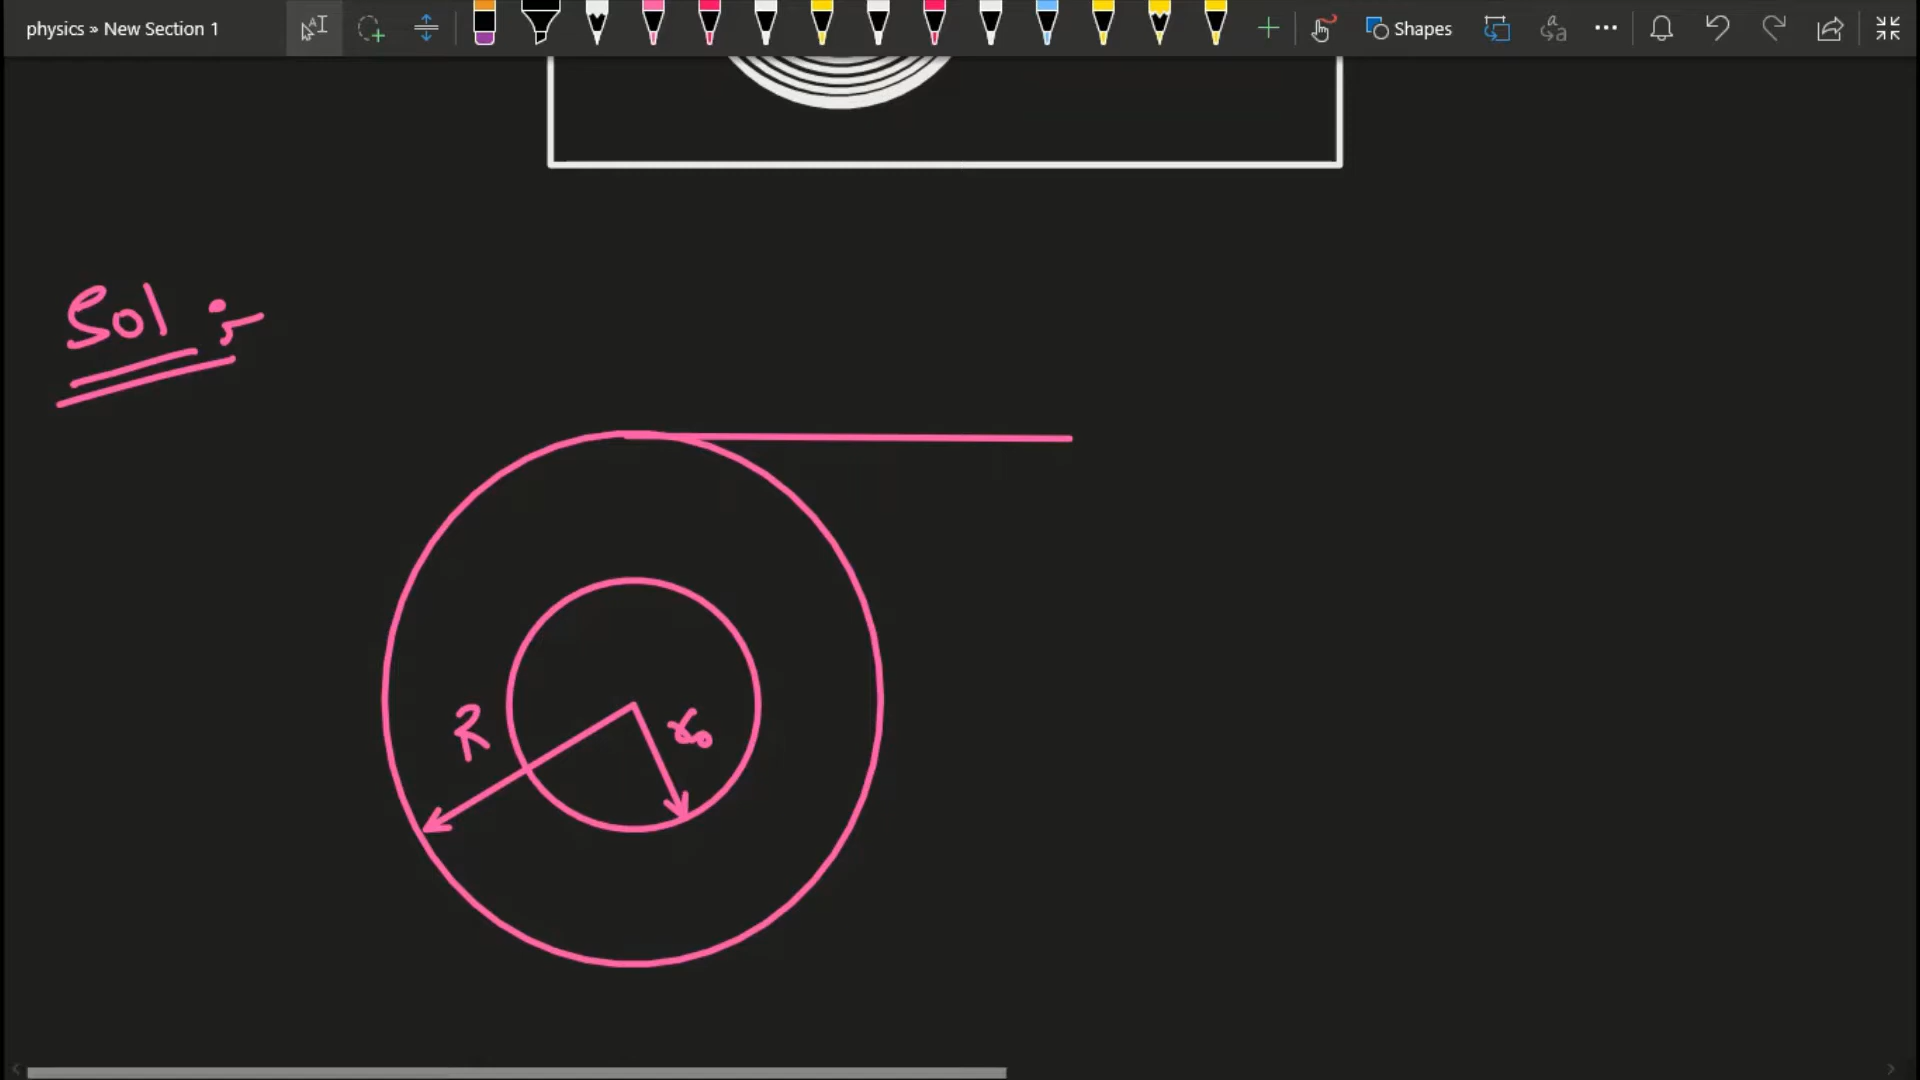 physics » New Section 1
Shapes
Sol :-
R
r₀